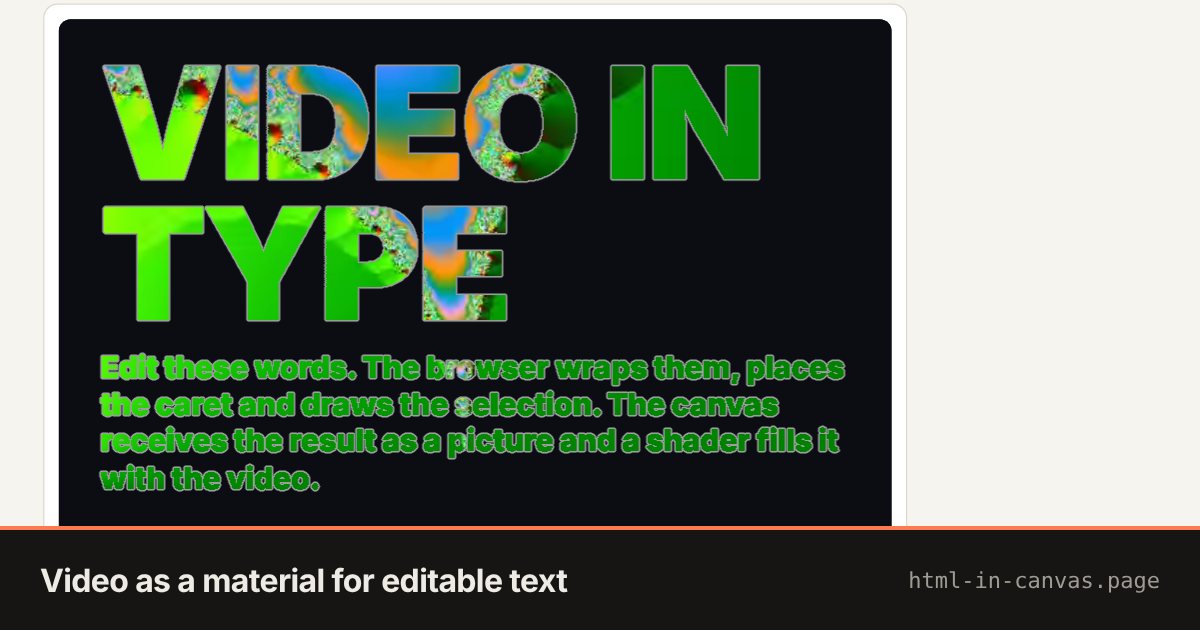 VIDEO IN
TYPE
Edit these words. The browser wraps them, places
the caret and draws the selection. The canvas
receives the result as a picture and a shader fills it
with the video.
Video as a material for editable text
html-in-canvas.page